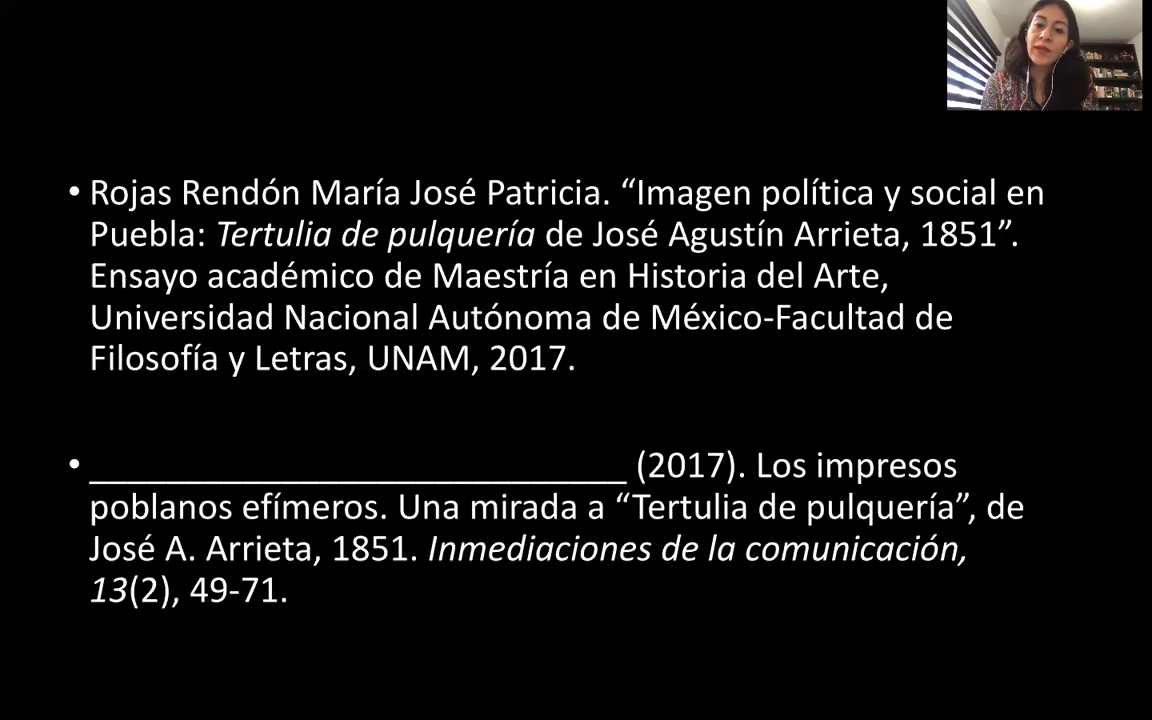 • Rojas Rendón María José Patricia. “Imagen política y social en
Puebla: Tertulia de pulquería de José Agustín Arrieta, 1851”.
Ensayo académico de Maestría en Historia del Arte,
Universidad Nacional Autónoma de México-Facultad de
Filosofía y Letras, UNAM, 2017.
• ____________________________ (2017). Los impresos
poblanos efímeros. Una mirada a “Tertulia de pulquería”, de
José A. Arrieta, 1851. Inmediaciones de la comunicación,
13(2), 49-71.